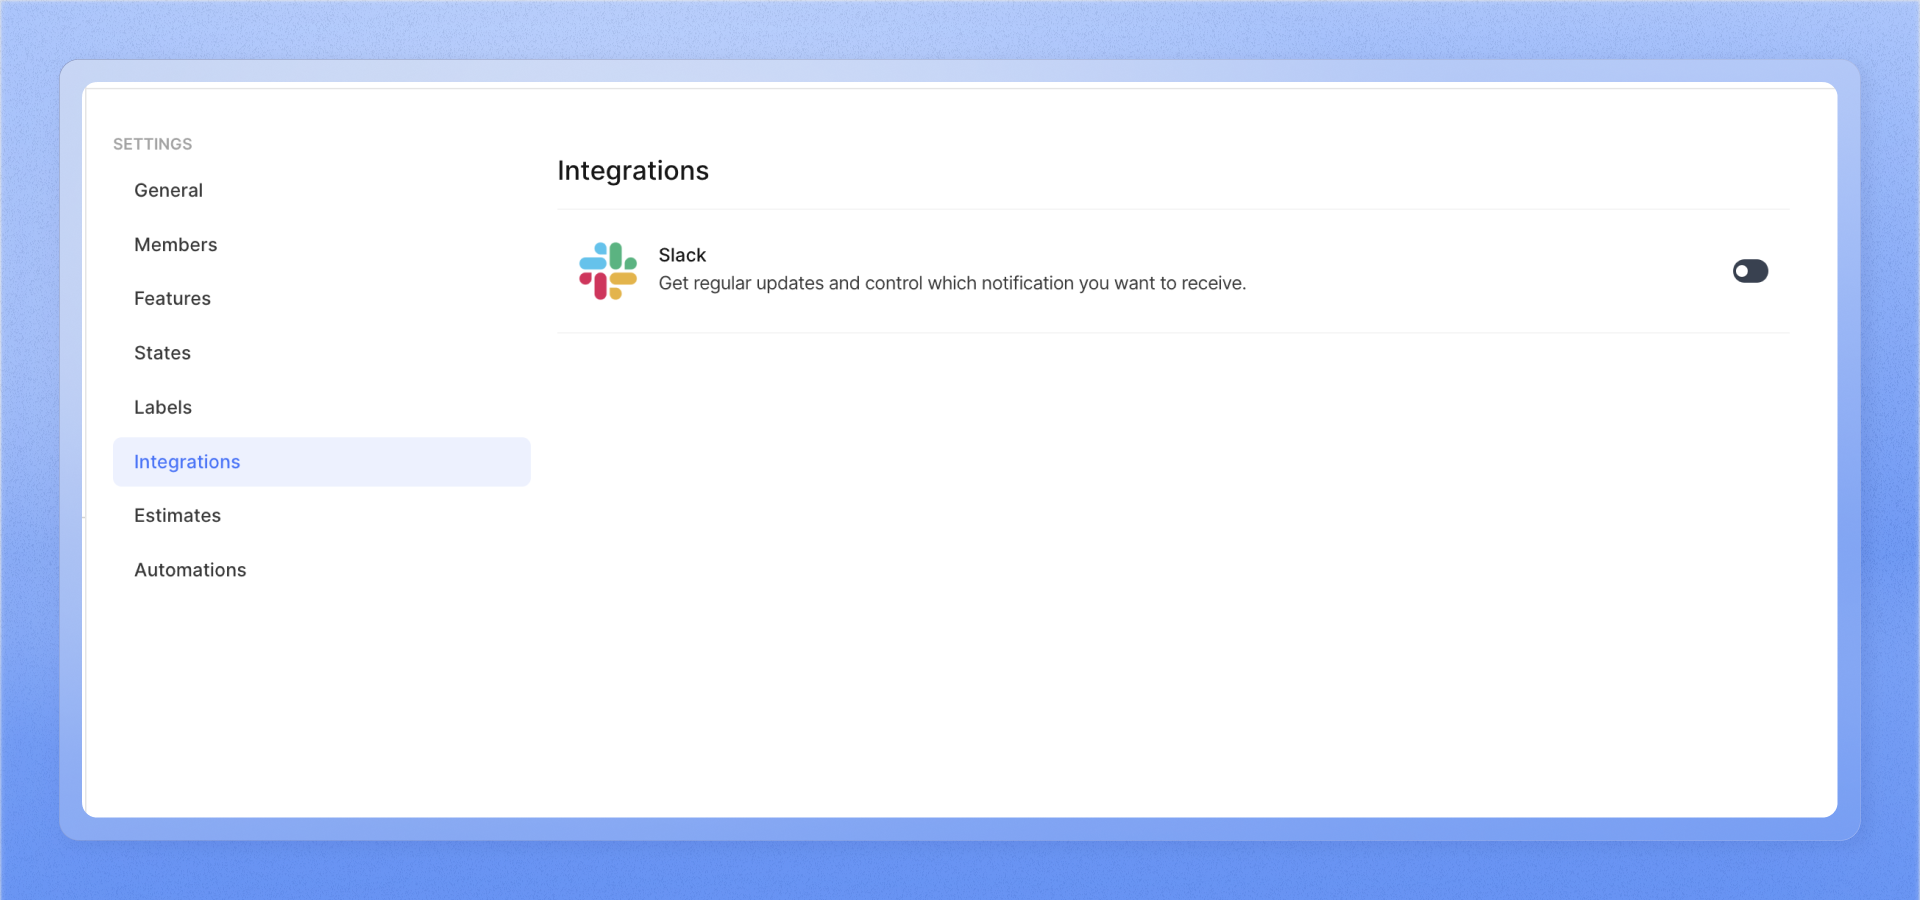 SETTINGS
General
Members
Features
States
Labels
Integrations
Estimates
Automations
Integrations
Slack
Get regular updates and control which notification you want to receive.